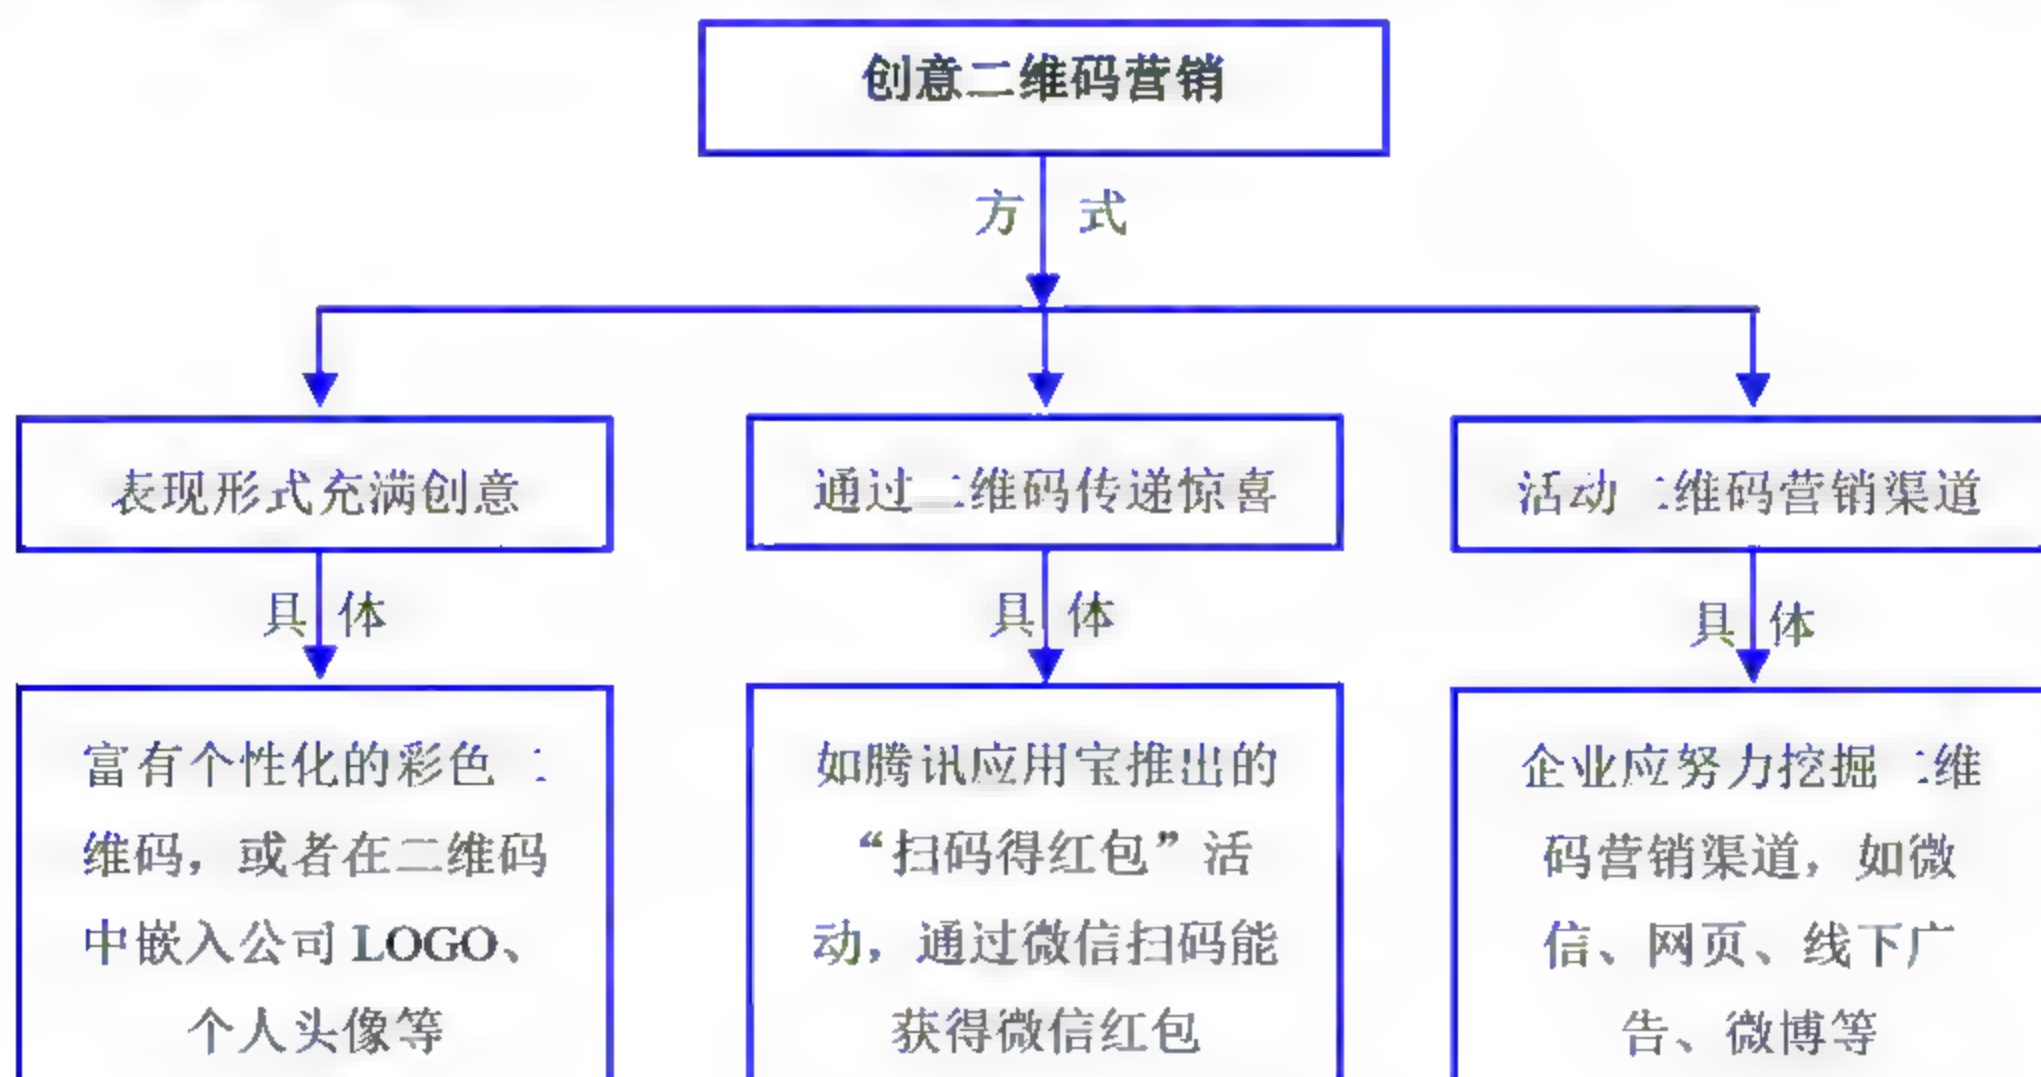 创意二维码营销
方 式
表现形式充满创意
通过二维码传递惊喜
活动二维码营销渠道
具 体
具 体
具 体
富有个性化的彩色二
维码，或者在二维码
中嵌入公司 LOGO、
个人头像等
如腾讯应用宝推出的
“扫码得红包”活
动，通过微信扫码能
获得微信红包
企业应努力挖掘二维
码营销渠道，如微
信、网页、线下广
告、微博等